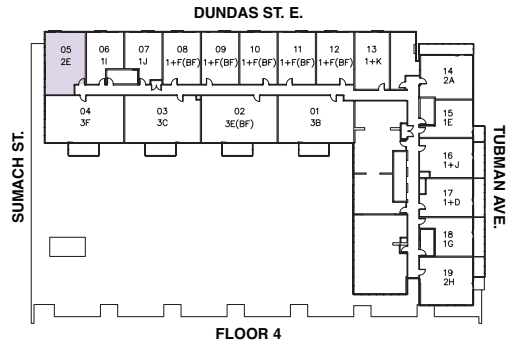 DUNDAS ST. E.
05
2E
06
1I
07
1J
08
1+F(BF)
09
1+F(BF)
10
1+F(BF)
11
1+F(BF)
12
1+F(BF)
13
1+K
14
2A
15
1E
04
3F
03
3C
02
3E(BF)
01
3B
16
1+J
17
1+D
18
1G
19
2H
SUMACH ST.
TUBMAN AVE.
FLOOR 4